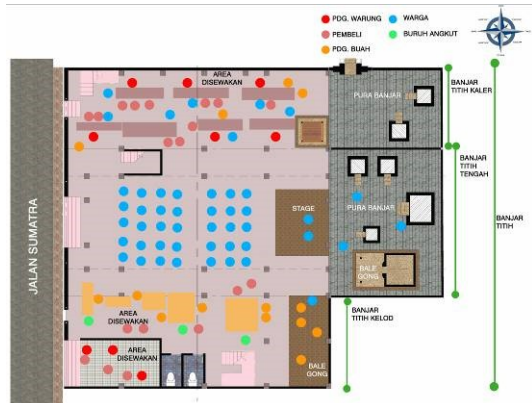 PDG. WARUNG
WARGA
PEMBELI
BURUH ANGKUT
PDG. BUAH
AREA
DISEWAKAN
PURA BANJAR
BANJAR
TITIH KALER
BANJAR
TITIH
TENGAH
STAGE
PURA BANJAR
BANJAR
TITIH
JALAN SUMATRA
BALE
GONG
AREA
DISEWAKAN
BANJAR
TITIH KELOD
AREA
DISEWAKAN
BALE
GONG